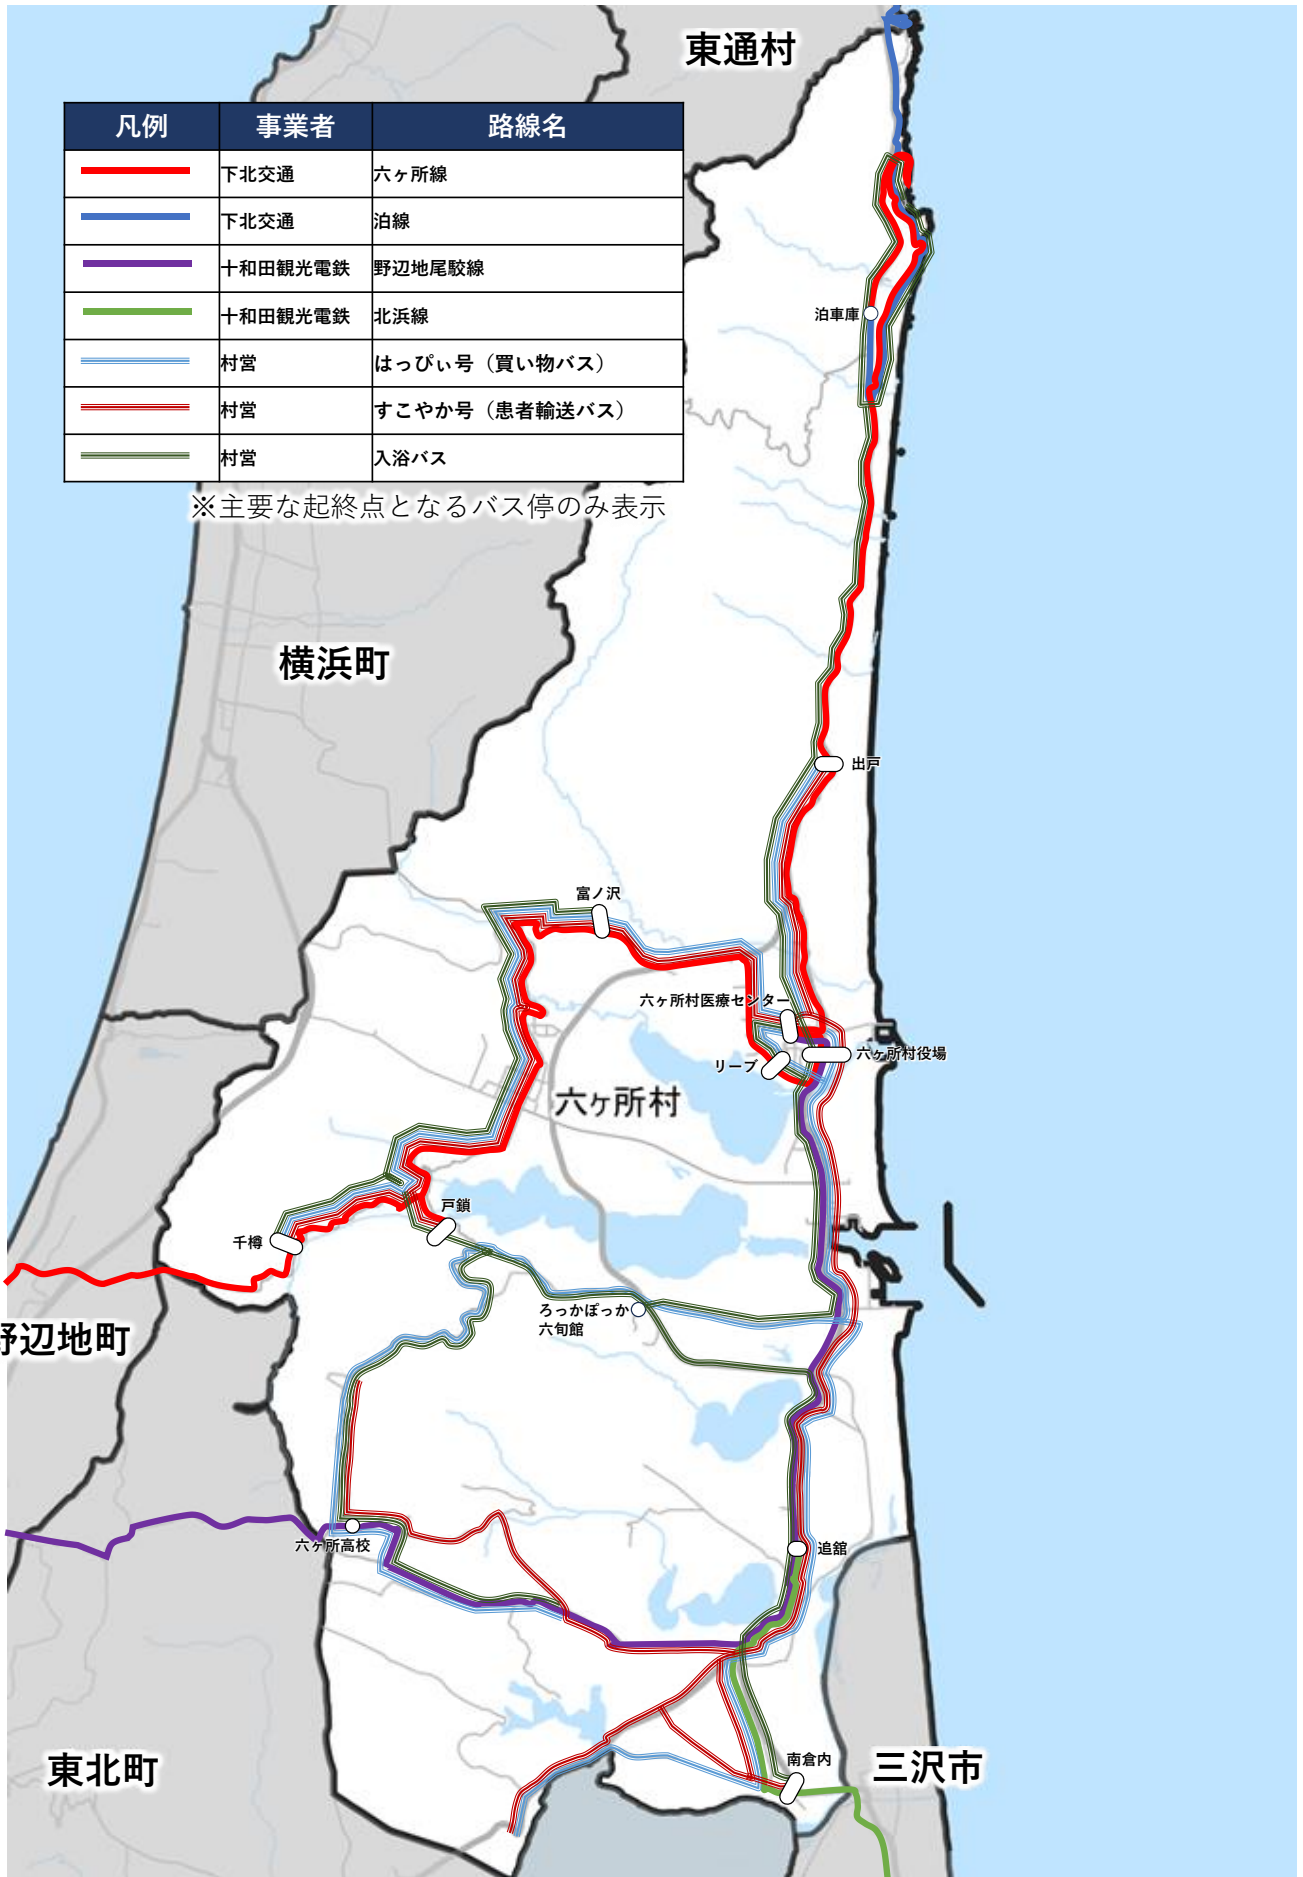 東通村
凡例 事業者 路線名
下北交通 六ヶ所線
下北交通 泊線
十和田観光電鉄 野辺地尾駮線
十和田観光電鉄 北浜線
村営 はっぴぃ号（買い物バス）
村営 すこやか号（患者輸送バス）
村営 入浴バス
※主要な起終点となるバス停のみ表示
泊車庫
横浜町
出戸
富ノ沢
六ヶ所村医療センター
六ヶ所村役場
リーブ
六ヶ所村
戸鎖
千樽
ろっかぽっか
六旬館
野辺地町
六ヶ所高校
追舘
南倉内
三沢市
東北町